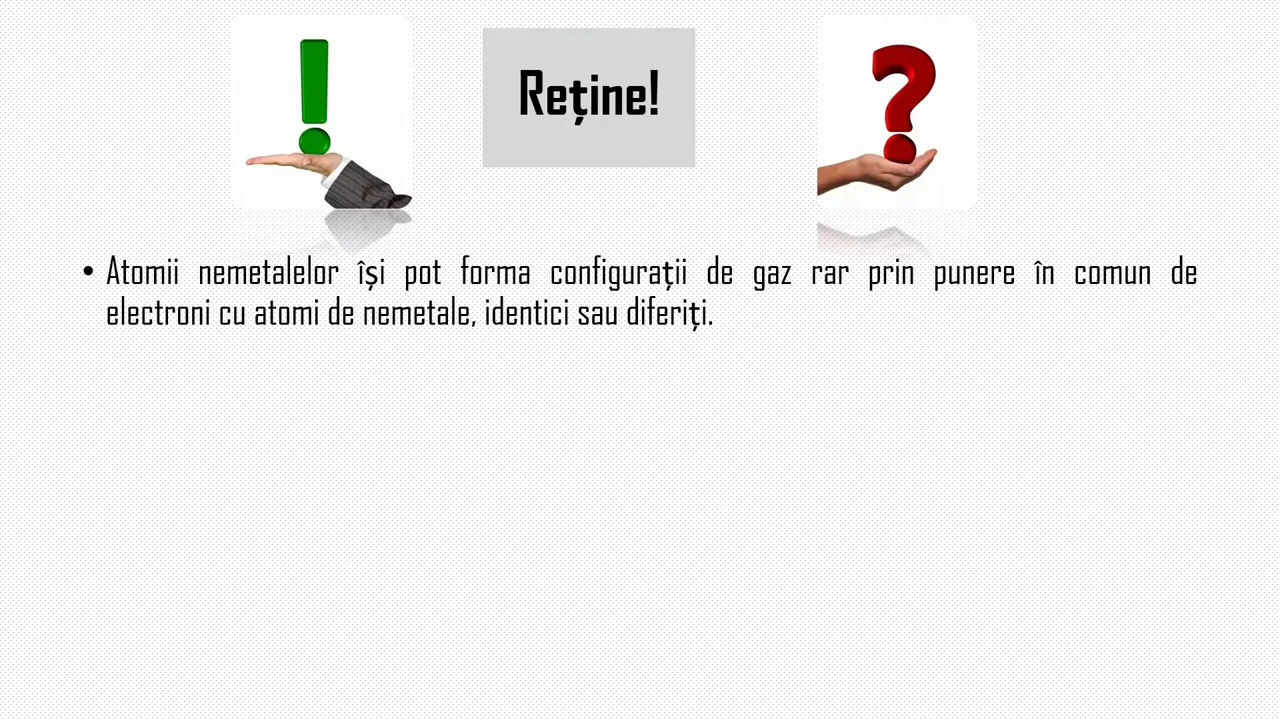 Reține!
• Atomii nemetalelor își pot forma configurații de gaz rar prin punere în comun de
electroni cu atomi de nemetale, identici sau diferiți.